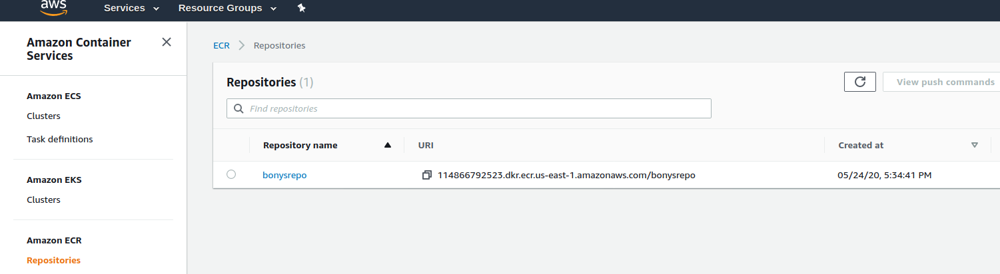 aws Services Resource Groups
Amazon Container
Services
ECR Repositories
Repositories (1)
View push commands
Find repositories
Amazon ECS
Clusters
Task definitions
Repository name URI Created at
bonysrepo 114866792523.dkr.ecr.us-east-1.amazonaws.com/bonysrepo 05/24/20, 5:34:41 PM
Amazon EKS
Clusters
Amazon ECR
Repositories